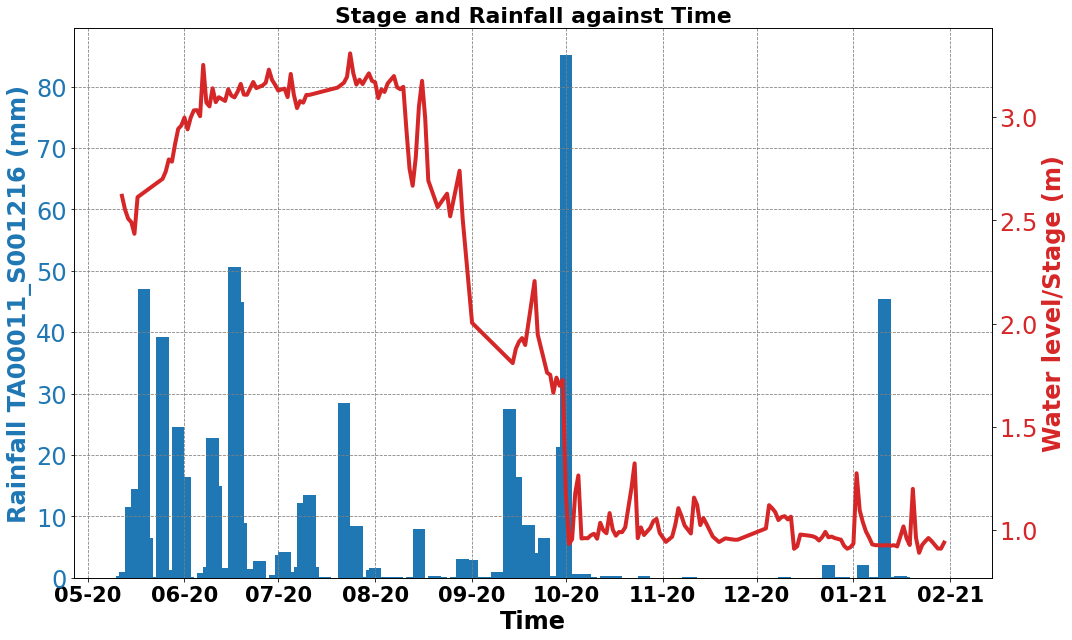 Stage and Rainfall against Time
Rainfall TA00011_S001216 (mm)
80
70
60
50
40
30
20
10
0
3.0
2.5
2.0
1.5
1.0
Water level/Stage (m)
05-20 06-20 07-20 08-20 09-20 10-20 11-20 12-20 01-21 02-21
Time